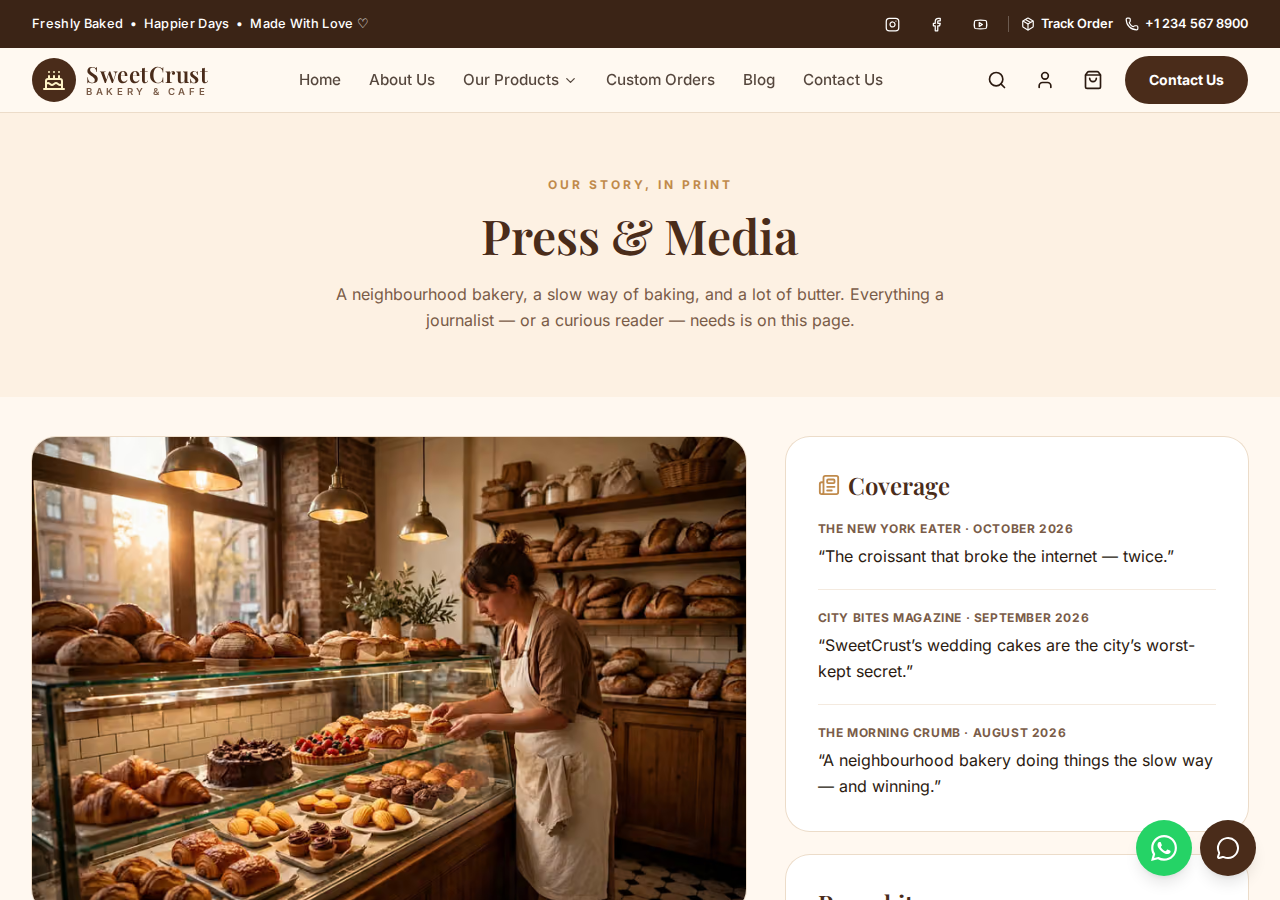 Freshly Baked • Happier Days • Made With Love ♡
Track Order
+1 234 567 8900
SweetCrust
BAKERY & CAFE
Home
About Us
Our Products
Custom Orders
Blog
Contact Us
Contact Us
OUR STORY, IN PRINT
Press & Media
A neighbourhood bakery, a slow way of baking, and a lot of butter. Everything a
journalist — or a curious reader — needs is on this page.
Coverage
THE NEW YORK EATER · OCTOBER 2026
“The croissant that broke the internet — twice.”
CITY BITES MAGAZINE · SEPTEMBER 2026
“SweetCrust’s wedding cakes are the city’s worst-
kept secret.”
THE MORNING CRUMB · AUGUST 2026
“A neighbourhood bakery doing things the slow way
— and winning.”